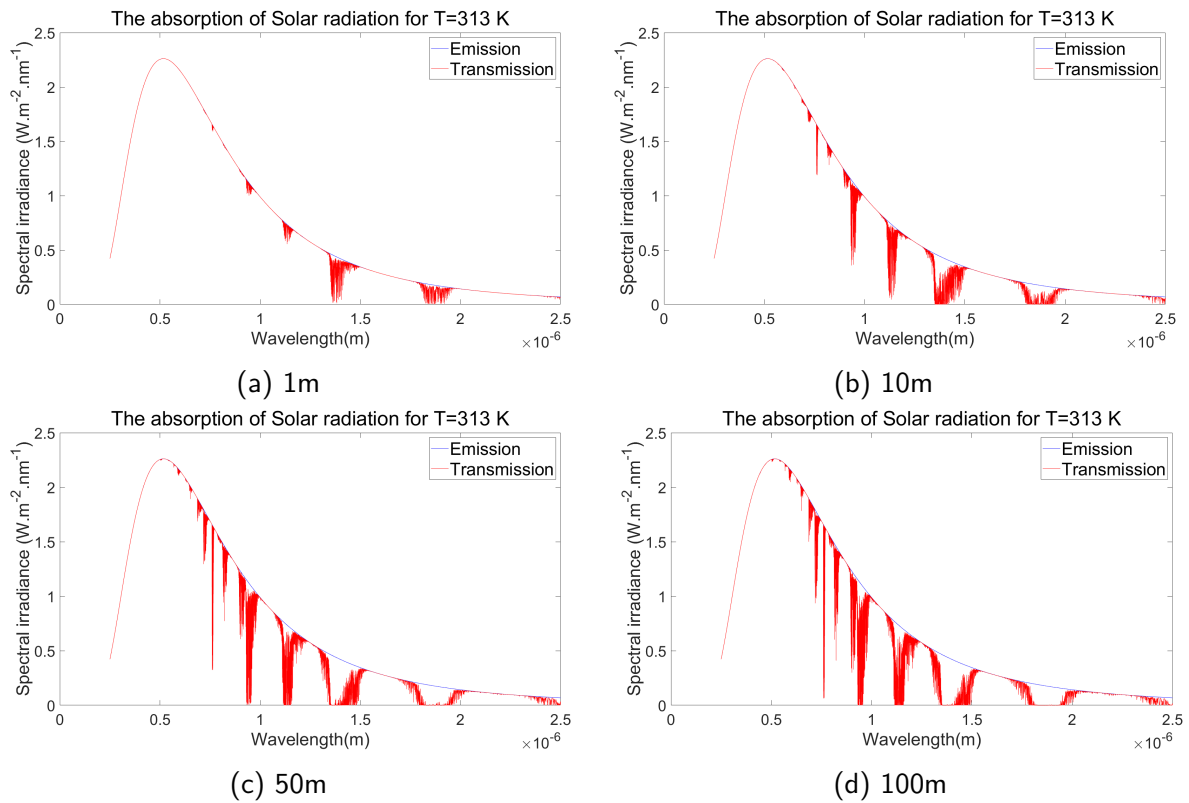 The absorption of Solar radiation for T=313 K
Spectral irradiance (W.m-2.nm-1)
2.5
2
1.5
1
0.5
0
Emission
Transmission
0 0.5 1 1.5 2 2.5
Wavelength(m)
×10-6
(a) 1m
The absorption of Solar radiation for T=313 K
Spectral irradiance (W.m-2.nm-1)
2.5
2
1.5
1
0.5
0
Emission
Transmission
0 0.5 1 1.5 2 2.5
Wavelength(m)
×10-6
(b) 10m
The absorption of Solar radiation for T=313 K
Spectral irradiance (W.m-2.nm-1)
2.5
2
1.5
1
0.5
0
Emission
Transmission
0 0.5 1 1.5 2 2.5
Wavelength(m)
×10-6
(c) 50m
The absorption of Solar radiation for T=313 K
Spectral irradiance (W.m-2.nm-1)
2.5
2
1.5
1
0.5
0
Emission
Transmission
0 0.5 1 1.5 2 2.5
Wavelength(m)
×10-6
(d) 100m